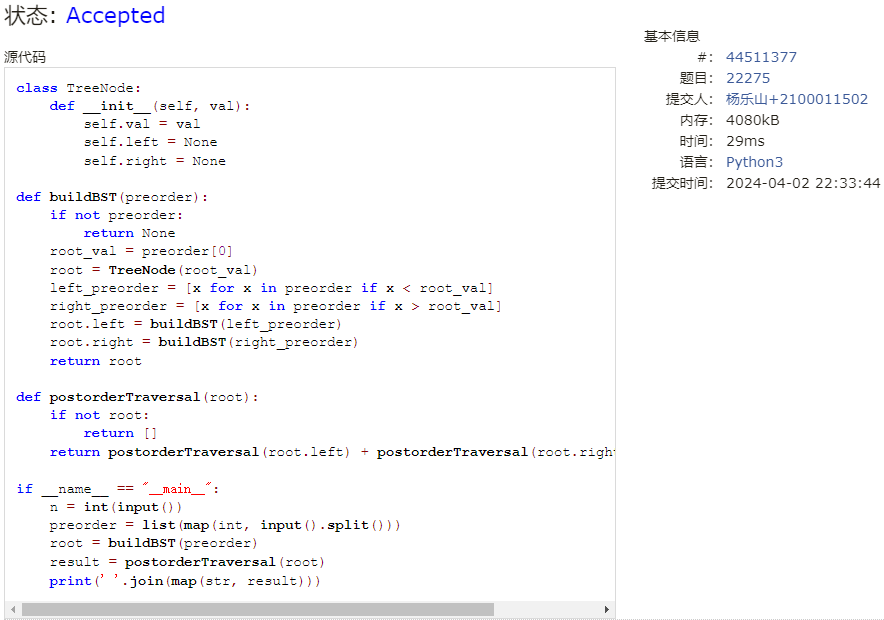 状态: Accepted
源代码
class TreeNode:
    def __init__(self, val):
        self.val = val
        self.left = None
        self.right = None
def buildBST(preorder):
    if not preorder:
        return None
    root_val = preorder[0]
    root = TreeNode(root_val)
    left_preorder = [x for x in preorder if x < root_val]
    right_preorder = [x for x in preorder if x > root_val]
    root.left = buildBST(left_preorder)
    root.right = buildBST(right_preorder)
    return root
def postorderTraversal(root):
    if not root:
        return []
    return postorderTraversal(root.left) + postorderTraversal(root.righ
if __name__ == "__main__":
    n = int(input())
    preorder = list(map(int, input().split()))
    root = buildBST(preorder)
    result = postorderTraversal(root)
    print(' '.join(map(str, result)))
基本信息
#: 44511377
题目: 22275
提交人: 杨乐山+2100011502
内存: 4080kB
时间: 29ms
语言: Python3
提交时间: 2024-04-02 22:33:44